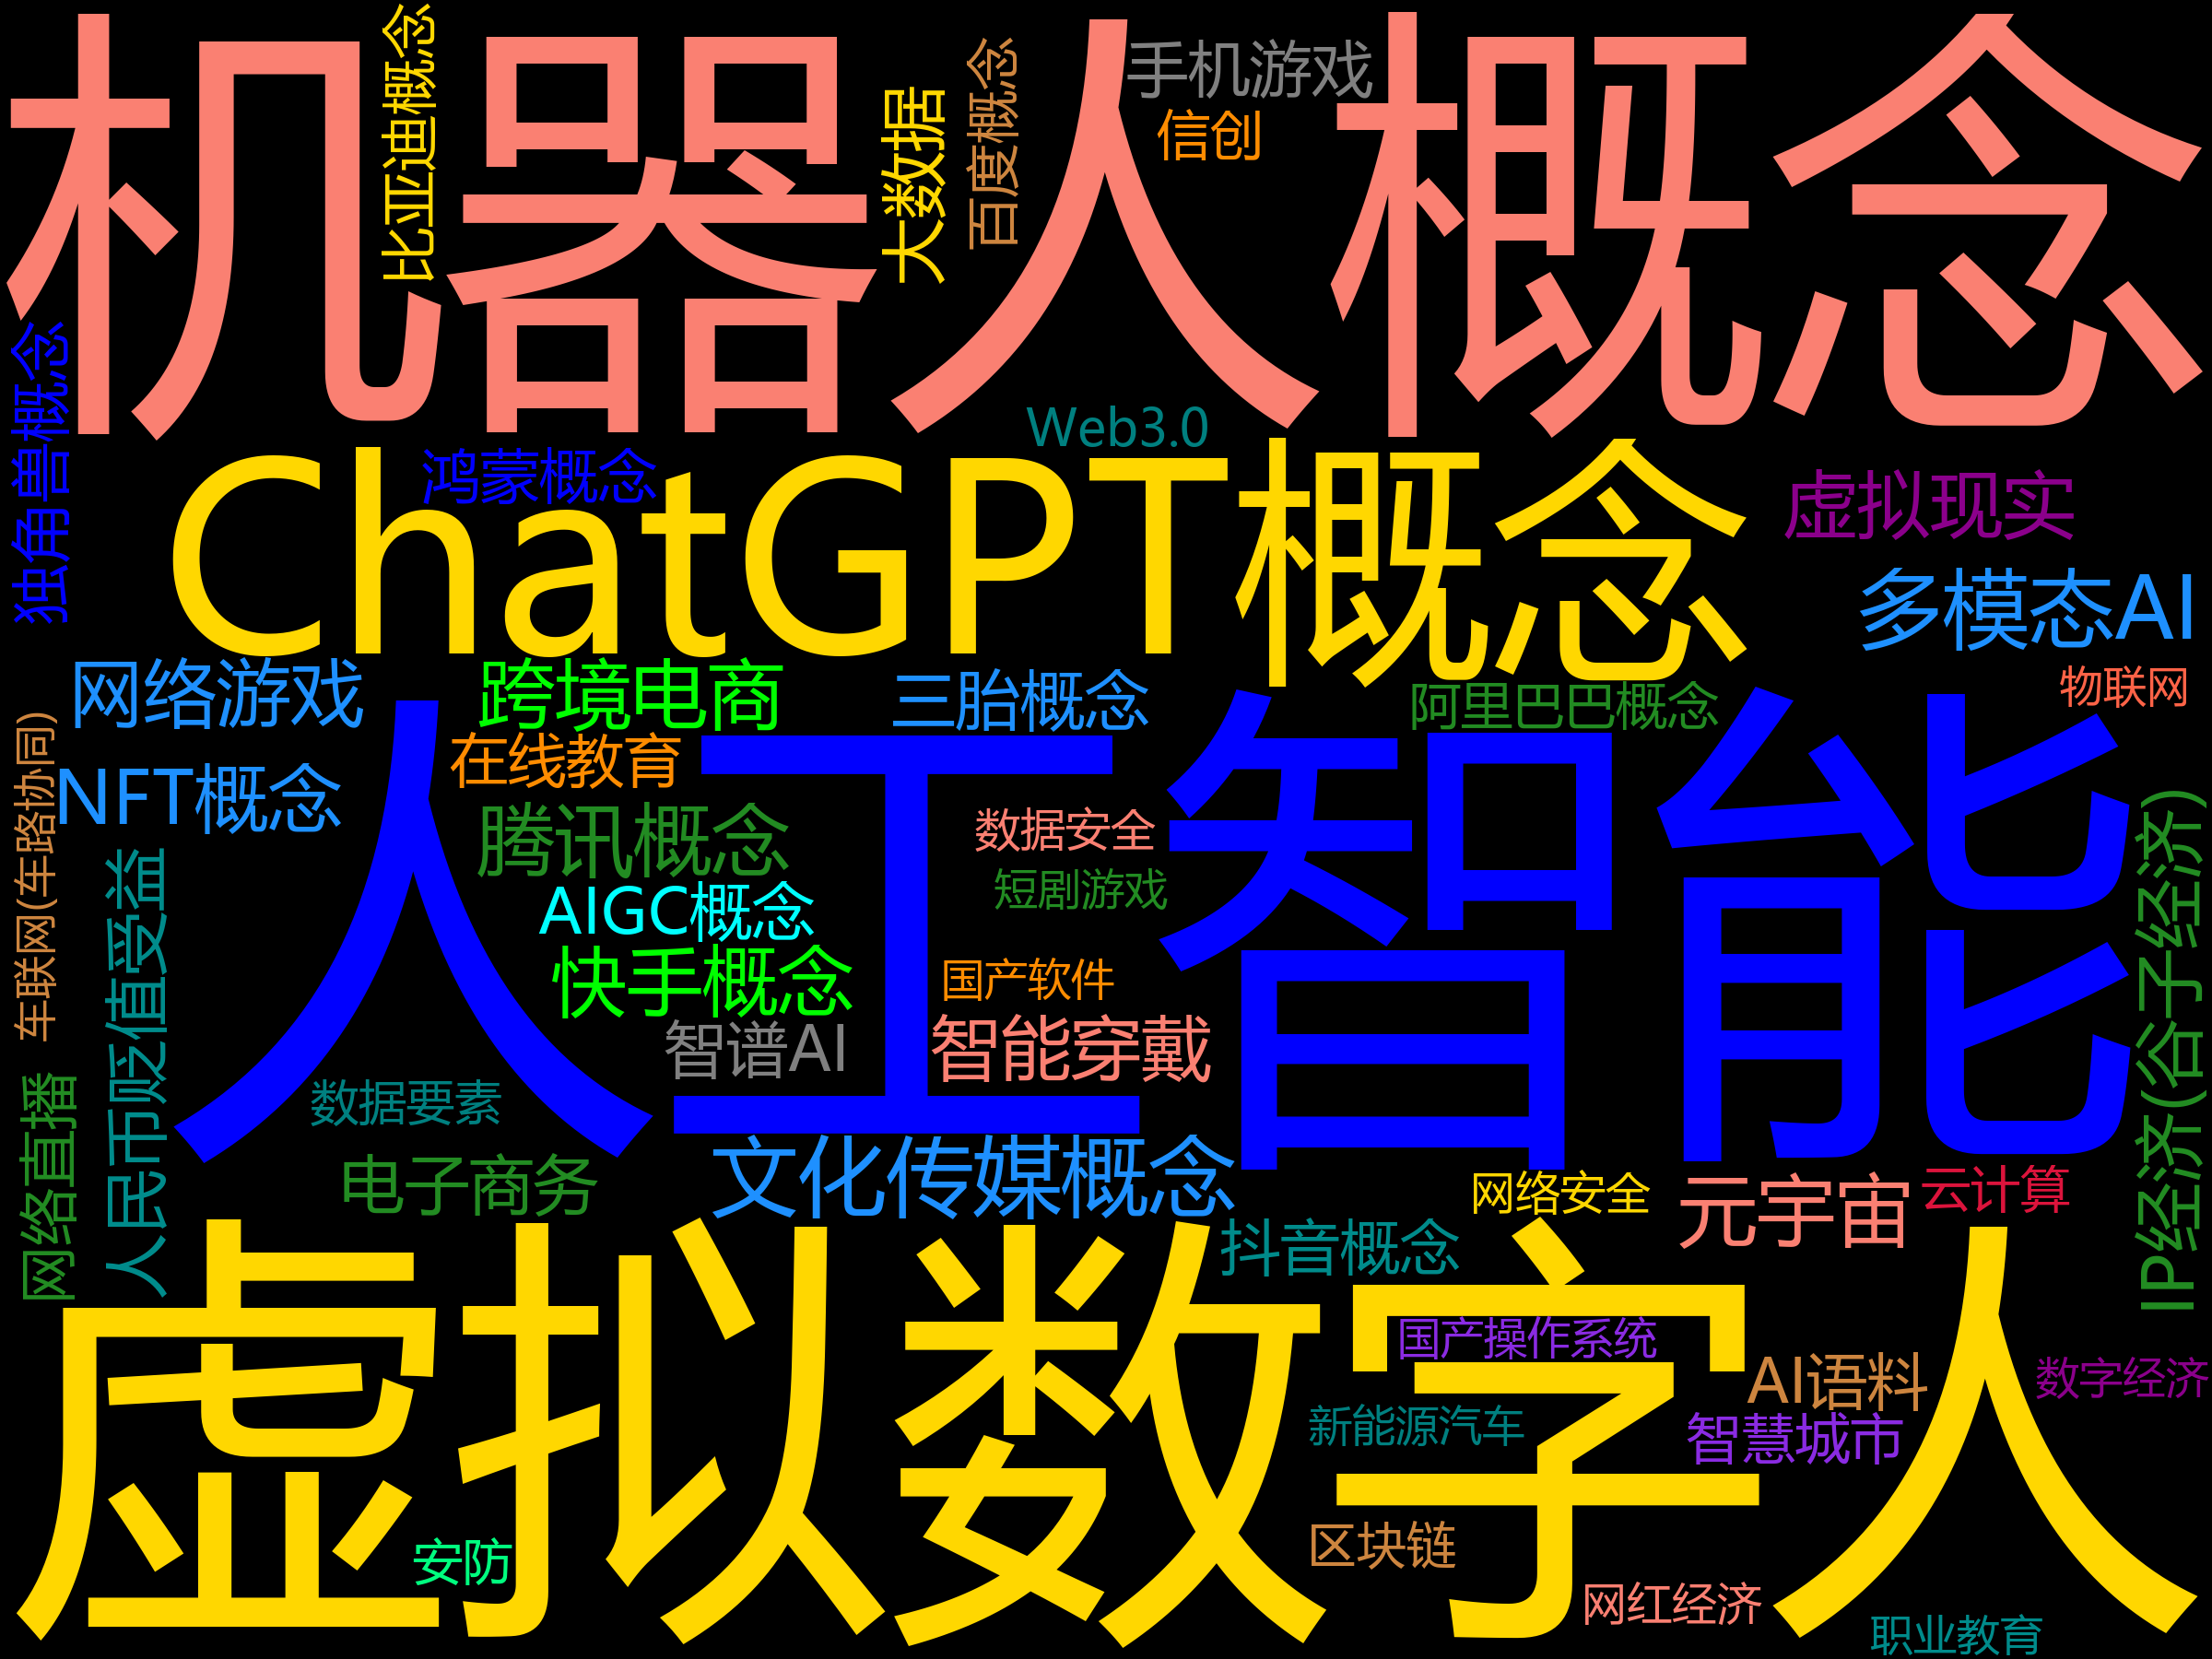 机器人概念
比亚迪概念
大数据
百度概念
手机游戏
信创
独角兽概念
Web3.0
ChatGPT概念
鸿蒙概念
虚拟现实
多模态AI
网络游戏
跨境电商
三胎概念
阿里巴巴概念
物联网
人工智能
在线教育
NFT概念
车联网(车路协同)
腾讯概念
数据安全
短剧游戏
AIGC概念
快手概念
国产软件
智谱AI
智能穿戴
人民币贬值受益
IP经济(谷子经济)
网络直播
数据要素
电子商务
文化传媒概念
网络安全
元宇宙
云计算
抖音概念
虚拟数字人
国产操作系统
AI语料
数字经济
新能源汽车
智慧城市
安防
区块链
网红经济
职业教育